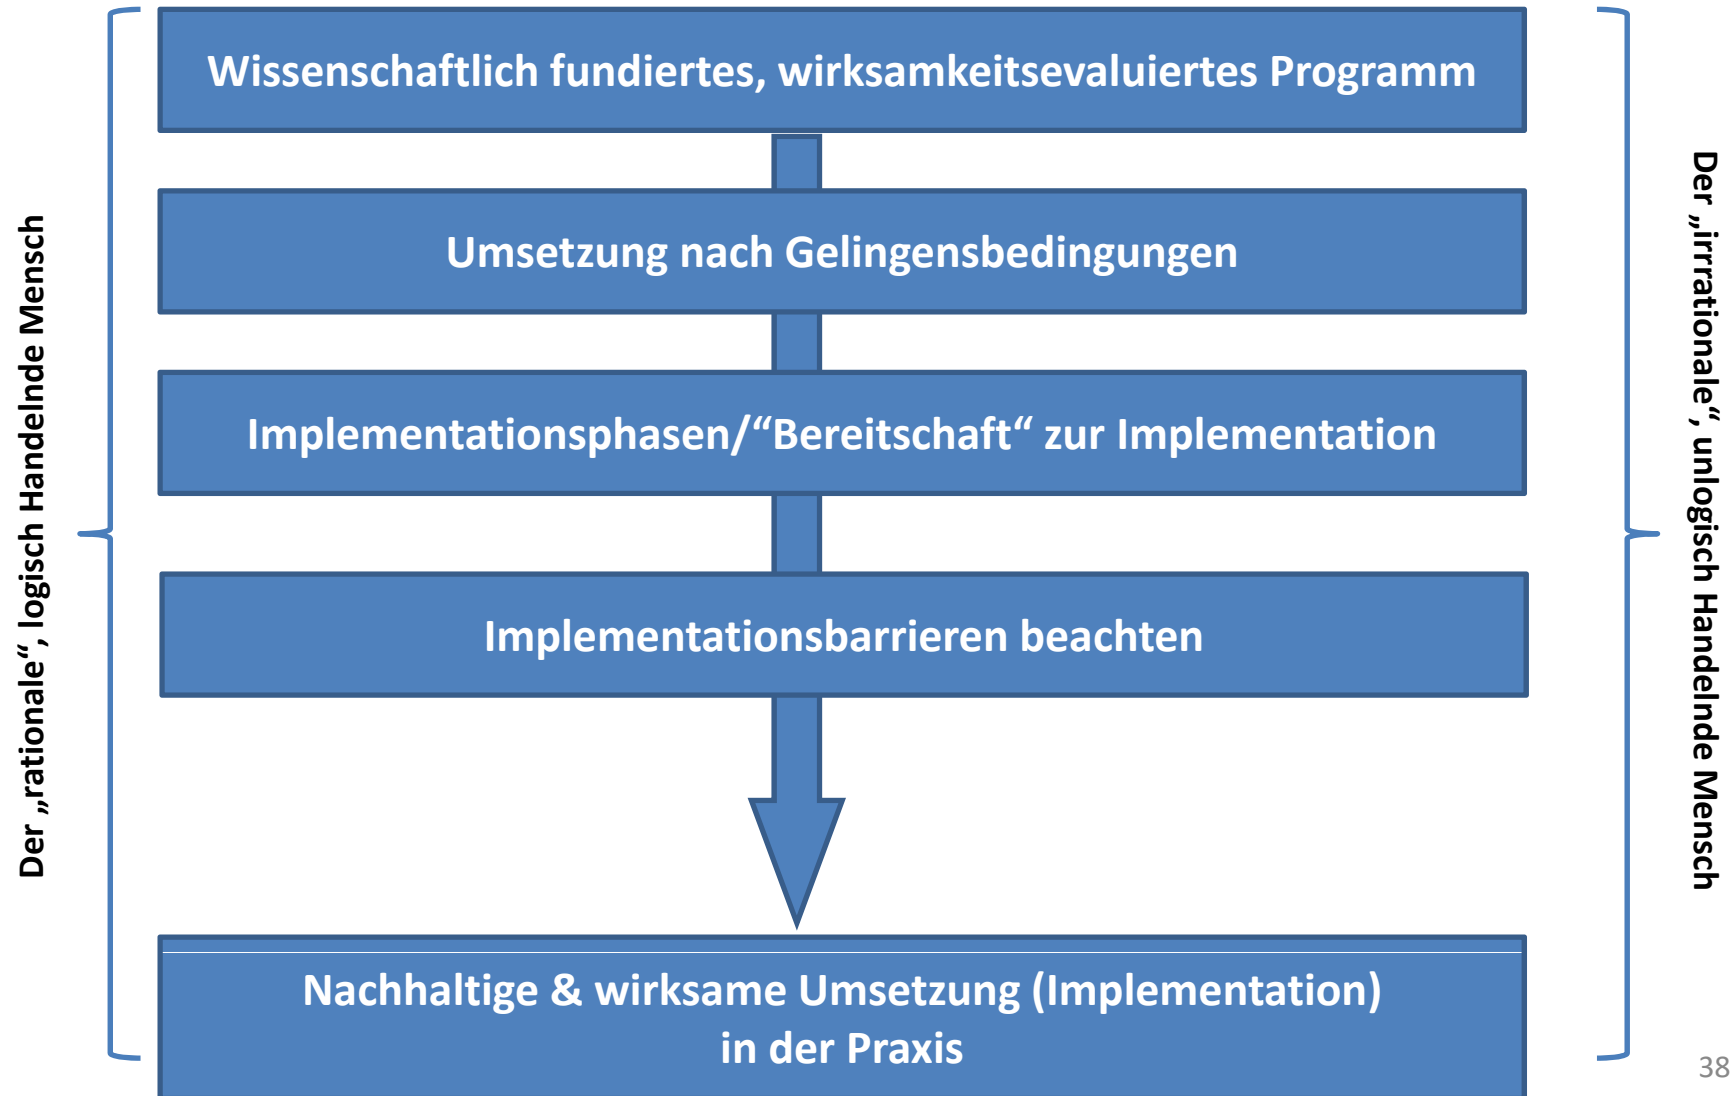 Wissenschaftlich fundiertes, wirksamkeitsevaluiertes Programm
Umsetzung nach Gelingensbedingungen
Implementationsphasen/“Bereitschaft“ zur Implementation
Implementationsbarrieren beachten
Nachhaltige & wirksame Umsetzung (Implementation)
in der Praxis
Der „rationale“, logisch Handelnde Mensch
Der „irrrationale“, unlogisch Handelnde Mensch
38